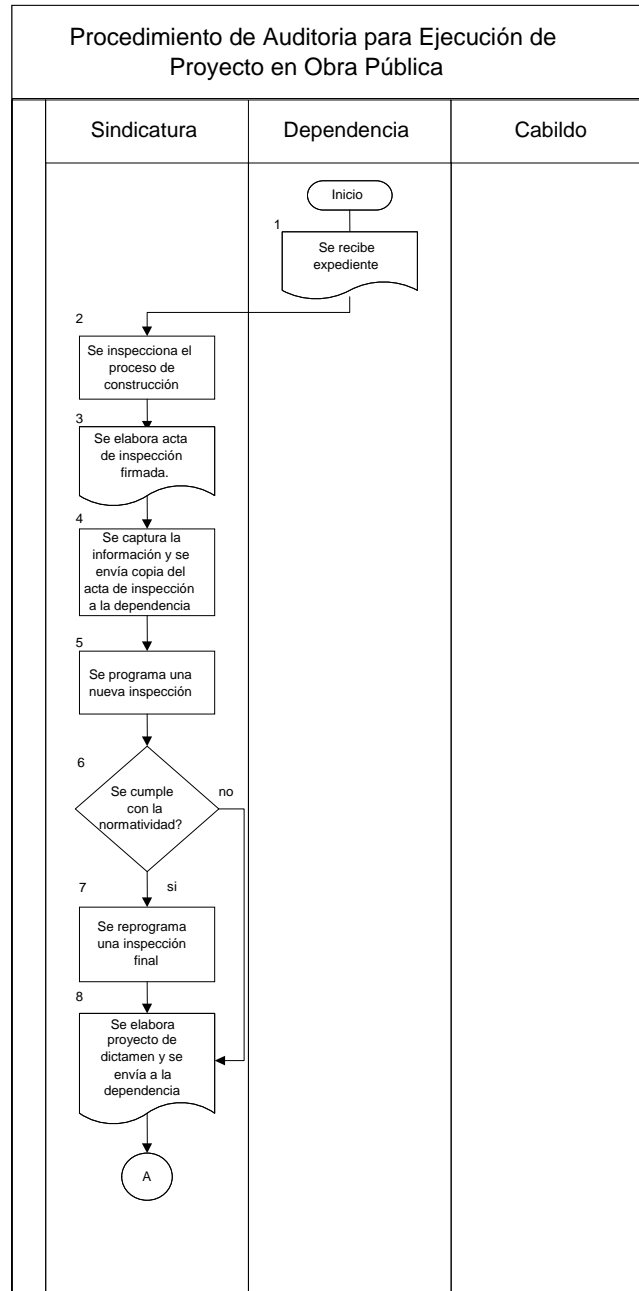 Procedimiento de Auditoria para Ejecución de
Proyecto en Obra Pública
Sindicatura
Dependencia
Cabildo
Inicio
1
Se recibe
expediente
2
Se inspecciona el
proceso de
construcción
3
Se elabora acta
de inspección
firmada.
4
Se captura la
información y se
envía copia del
acta de inspección
a la dependencia
5
Se programa una
nueva inspección
6
Se cumple
con la
normatividad?
no
7
si
Se reprograma
una inspección
final
8
Se elabora
proyecto de
dictamen y se
envía a la
dependencia
A